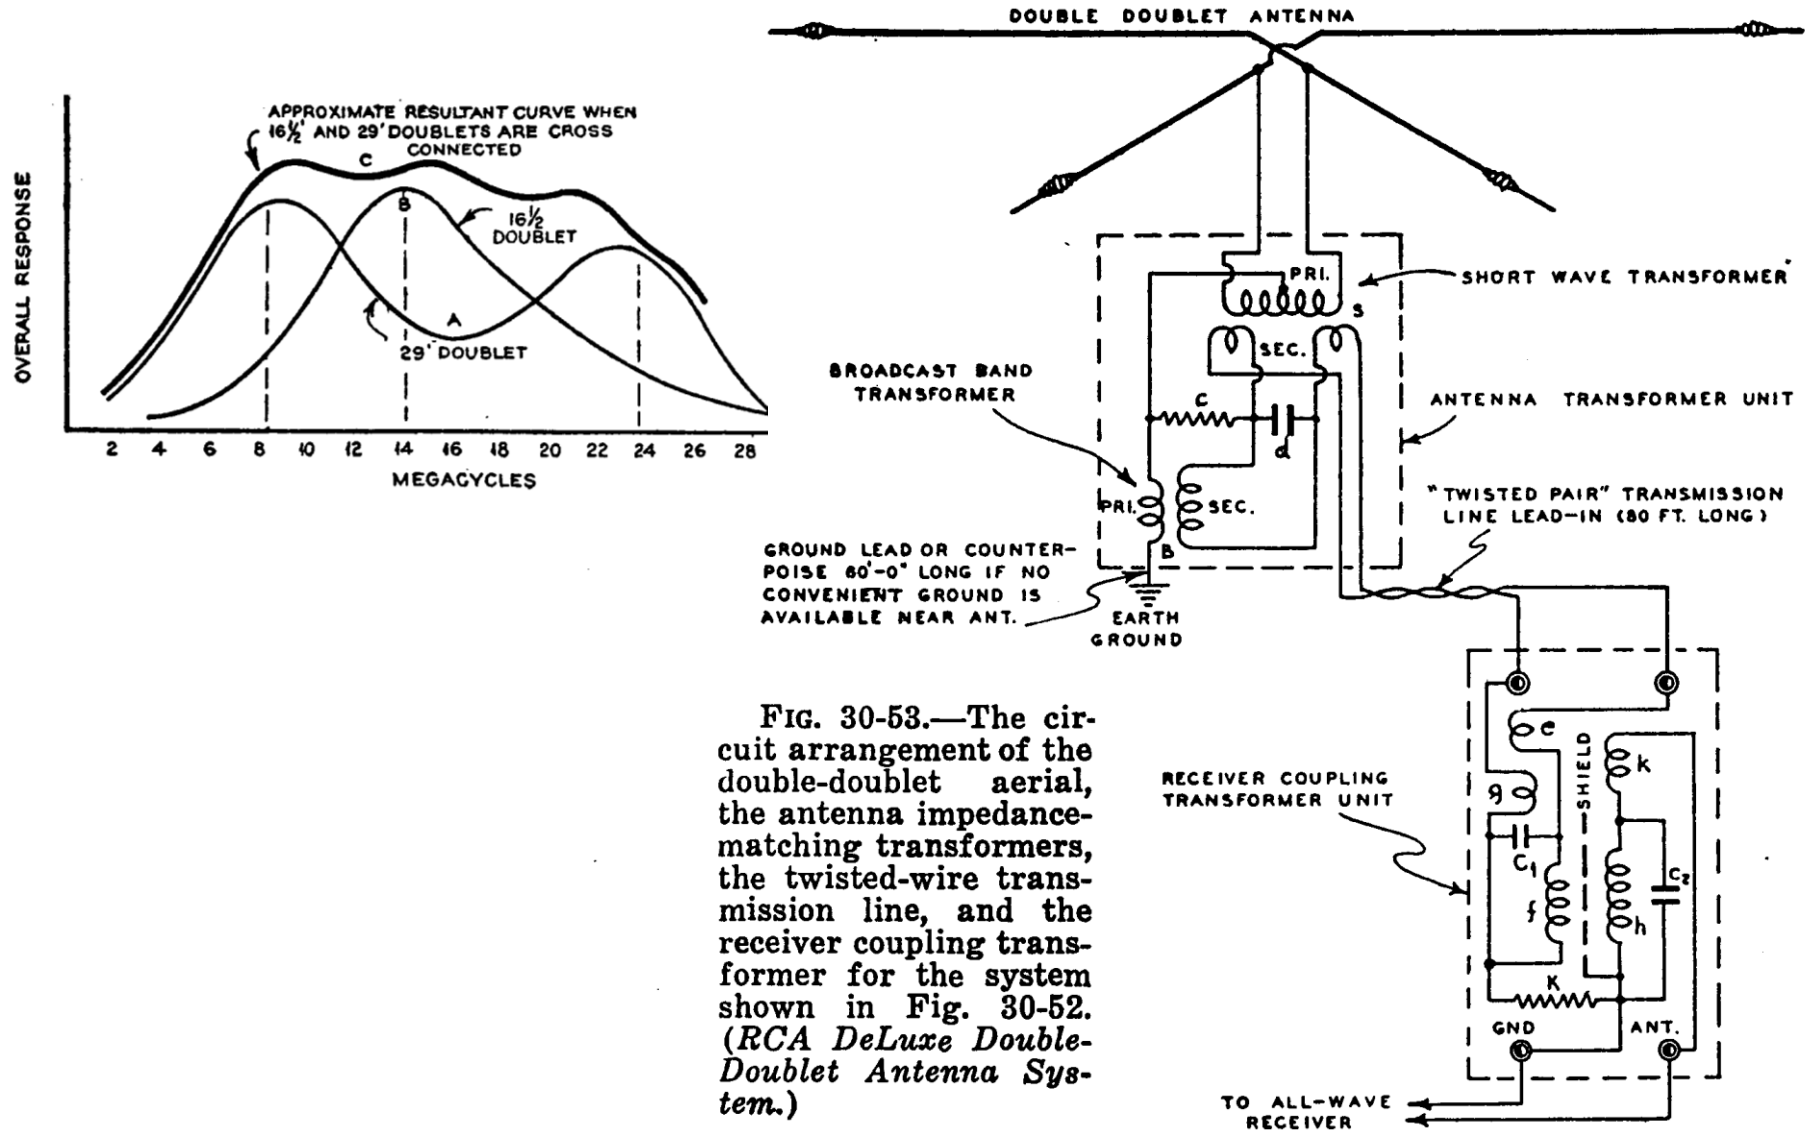 DOUBLE DOUBLET ANTENNA
APPROXIMATE RESULTANT CURVE WHEN
16½' AND 29' DOUBLETS ARE CROSS
CONNECTED
C
B
16½
DOUBLET
A
29' DOUBLET
OVERALL RESPONSE
2 4 6 8 10 12 14 16 18 20 22 24 26 28
MEGACYCLES
PRI.
SHORT WAVE TRANSFORMER
S
SEC.
BROADCAST BAND
TRANSFORMER
C
d
ANTENNA TRANSFORMER UNIT
PRI.
SEC.
B
"TWISTED PAIR" TRANSMISSION
LINE LEAD-IN (80 FT. LONG)
GROUND LEAD OR COUNTER-
POISE 60'-0" LONG IF NO
CONVENIENT GROUND IS
AVAILABLE NEAR ANT.
EARTH
GROUND
FIG. 30-53.—The cir-
cuit arrangement of the
double-doublet aerial,
the antenna impedance-
matching transformers,
the twisted-wire trans-
mission line, and the
receiver coupling trans-
former for the system
shown in Fig. 30-52.
(RCA DeLuxe Double-
Doublet Antenna Sys-
tem.)
RECEIVER COUPLING
TRANSFORMER UNIT
e
g
SHIELD
k
C1
C2
f
h
K
GND
ANT.
TO ALL-WAVE
RECEIVER